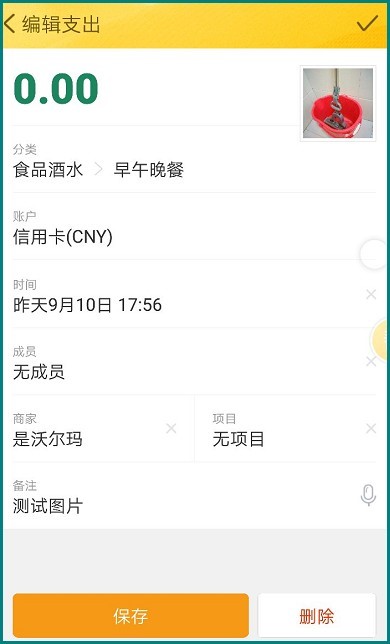 编辑支出
0.00
分类
食品酒水 > 早午晚餐
账户
信用卡(CNY)
时间
昨天9月10日 17:56
成员
无成员
商家 项目
是沃尔玛 无项目
备注
测试图片
保存 删除